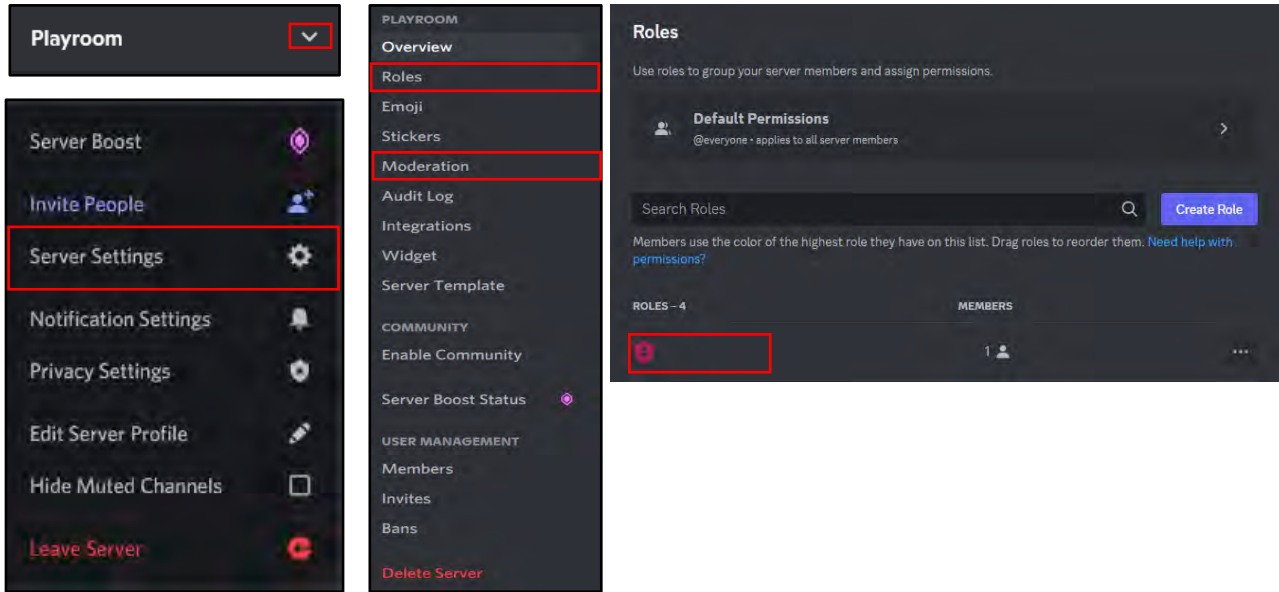 Playroom
Server Boost
Invite People
Server Settings
Notification Settings
Privacy Settings
Edit Server Profile
Hide Muted Channels
Leave Server
PLAYROOM
Overview
Roles
Emoji
Stickers
Moderation
Audit Log
Integrations
Widget
Server Template
COMMUNITY
Enable Community
Server Boost Status
USER MANAGEMENT
Members
Invites
Bans
Delete Server
Roles
Use roles to group your server members and assign permissions.
Default Permissions
@everyone • applies to all server members
Search Roles
Create Role
Members use the color of the highest role they have on this list. Drag roles to reorder them. Need help with
permissions?
ROLES – 4 MEMBERS
1